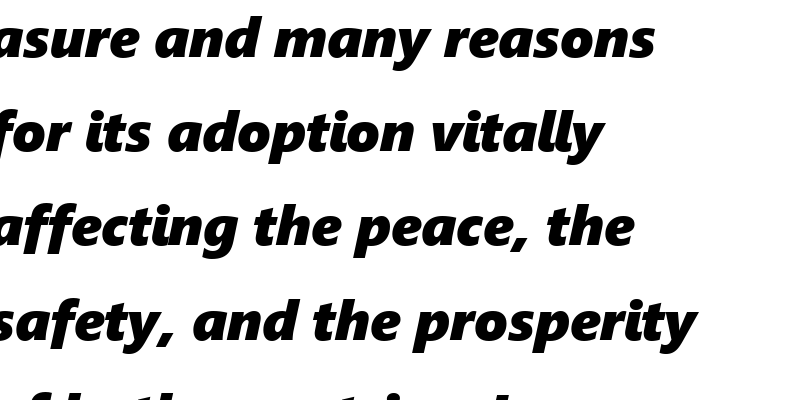 asure and many reasons
for its adoption vitally
affecting the peace, the
safety, and the prosperity